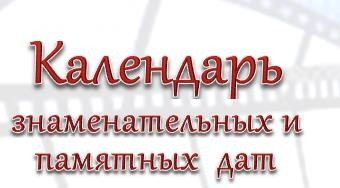 Календарь
знаменательных и
памятных дат